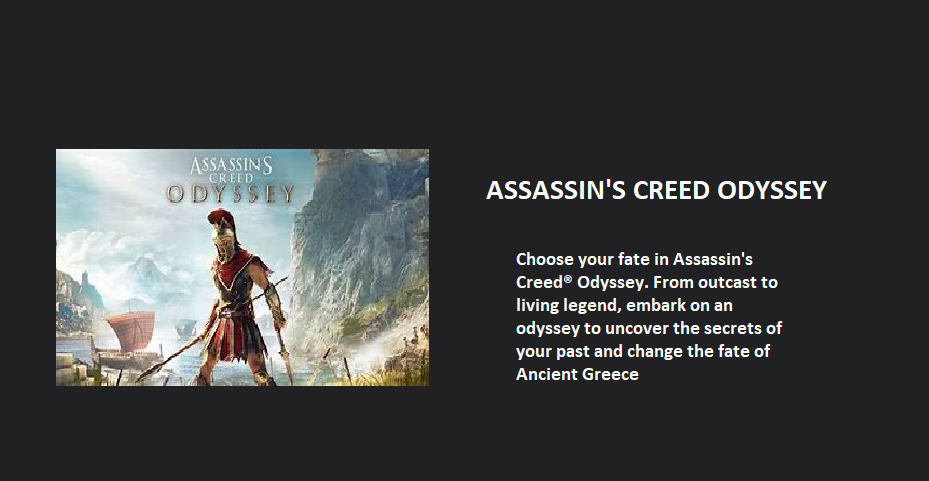 ASSASSIN'S
CREED
ODYSSEY
ASSASSIN'S CREED ODYSSEY
Choose your fate in Assassin's
Creed® Odyssey. From outcast to
living legend, embark on an
odyssey to uncover the secrets of
your past and change the fate of
Ancient Greece